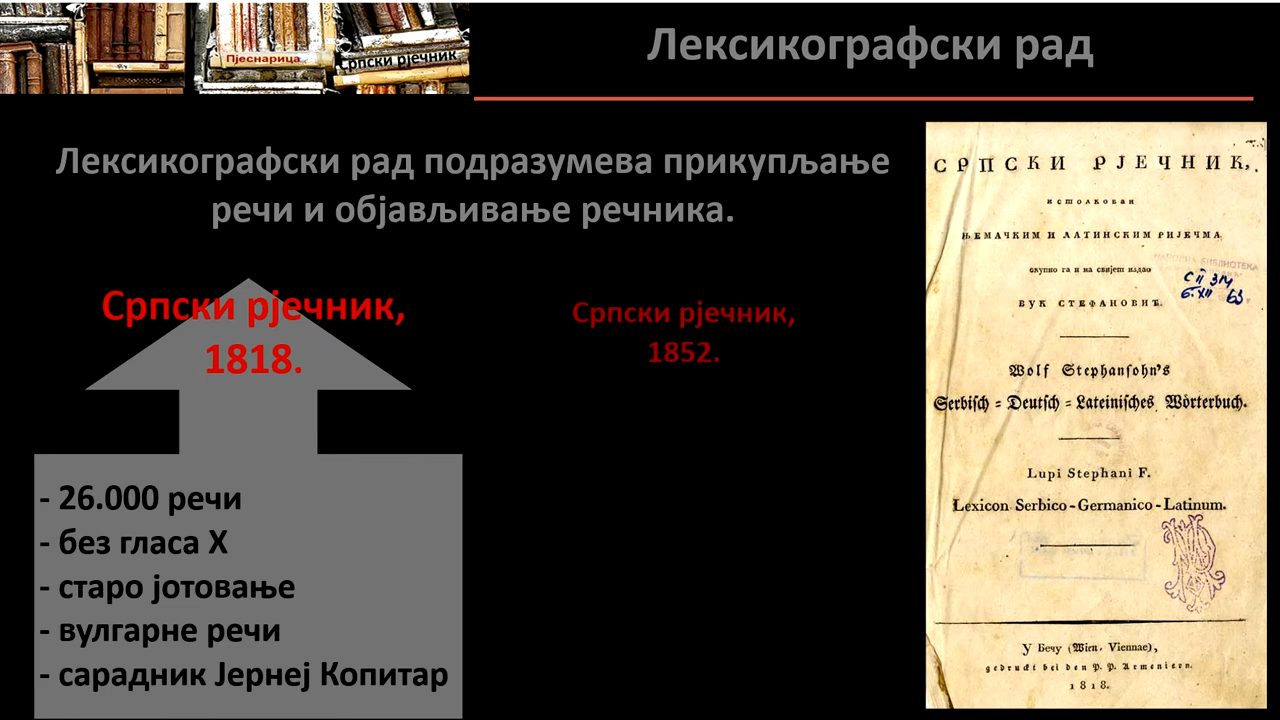 Пјеснарица
Српски рјечник
Лексикографски рад
Лексикографски рад подразумева прикупљање
речи и објављивање речника.
Српски рјечник,
1818.
- 26.000 речи
- без гласа Х
- старо јотовање
- вулгарне речи
- сарадник Јернеј Копитар
Српски рјечник,
1852.
СРПСКИ РЈЕЧНИК,
истолкован
ЊЕМАЧКИМ И ЛАТИНСКИМ РИЈЕЧМА
скупио га и на свијет издао
ВУК СТЕФАНОВИЋ.
Wolf Stephanſohn's
Serbiſch = Deutſch = Lateiniſches Wörterbuch.
Lupi Stephani F.
Lexicon Serbico - Germanico - Latinum.
У Бечу (Wien, Viennae),
gedruckt bei den P. P. Armeniern.
1818.